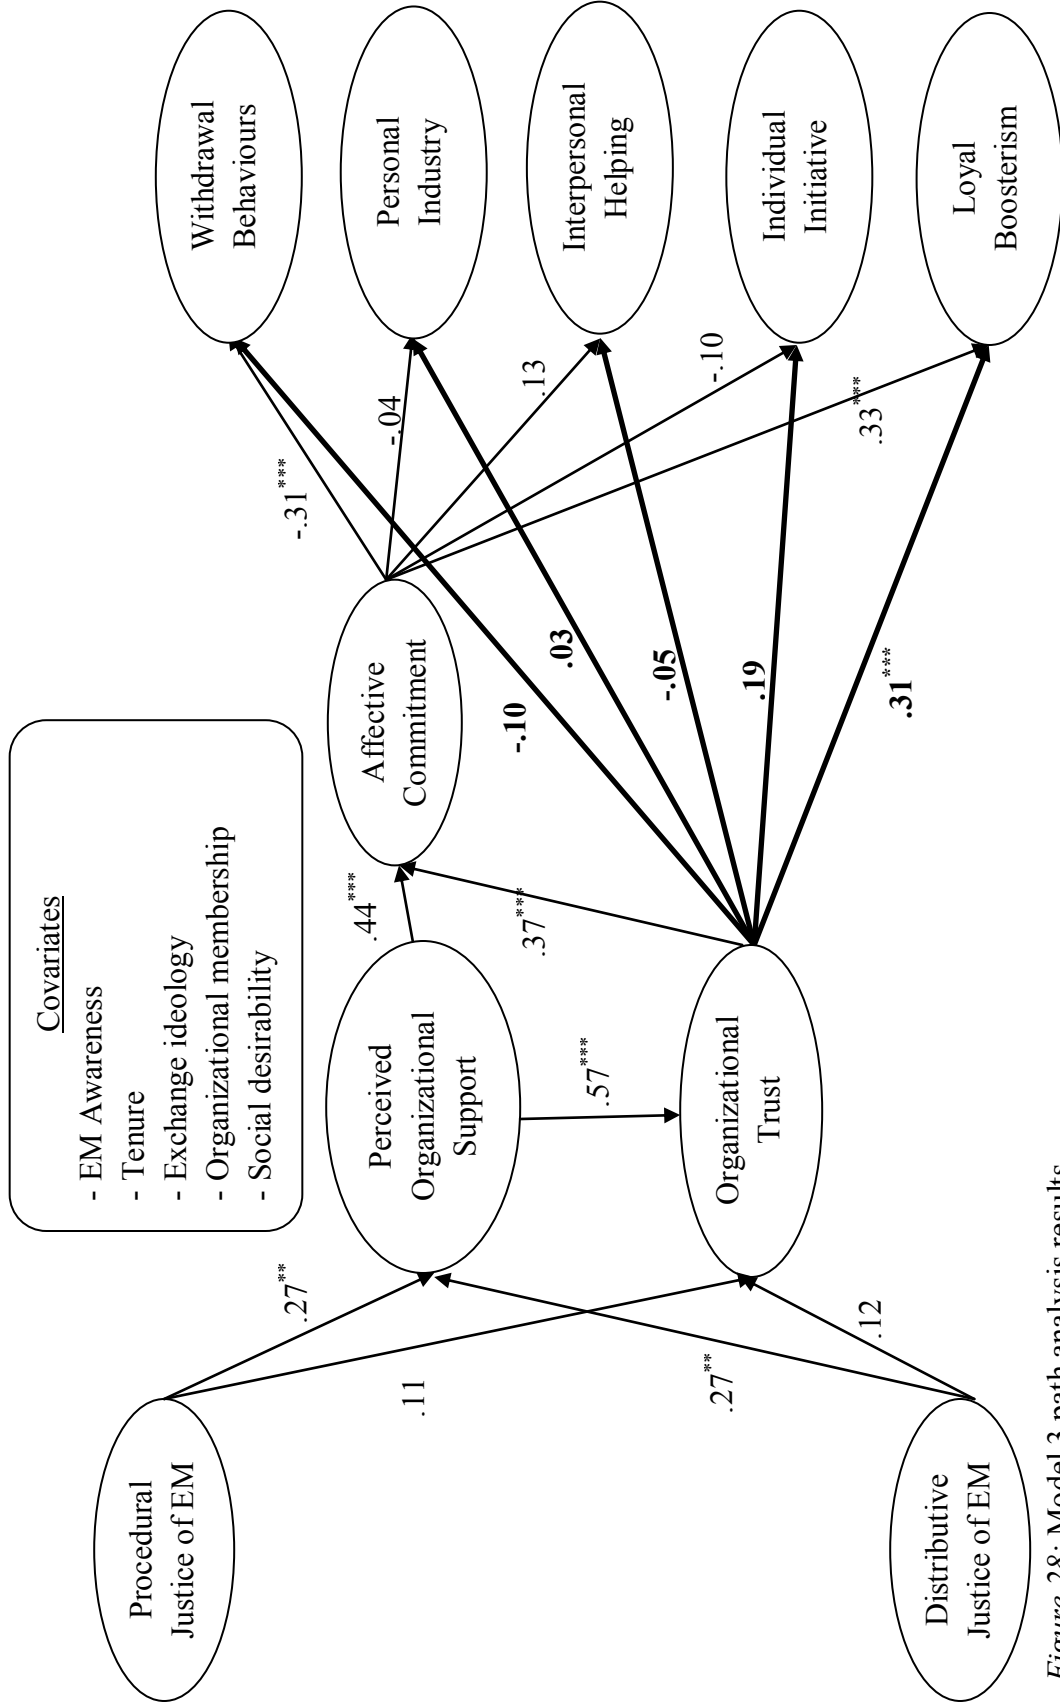 Covariates
- EM Awareness
- Tenure
- Exchange ideology
- Organizational membership
- Social desirability
Procedural
Justice of EM
Distributive
Justice of EM
.27**
.11
.27**
.12
Perceived
Organizational
Support
.57***
Organizational
Trust
.44***
.37***
Affective
Commitment
-.31***
-.04
.13
-.10
.33***
-.10
.03
-.05
.19
.31***
Withdrawal
Behaviours
Personal
Industry
Interpersonal
Helping
Individual
Initiative
Loyal
Boosterism
Figure 28: Model 3 path analysis results